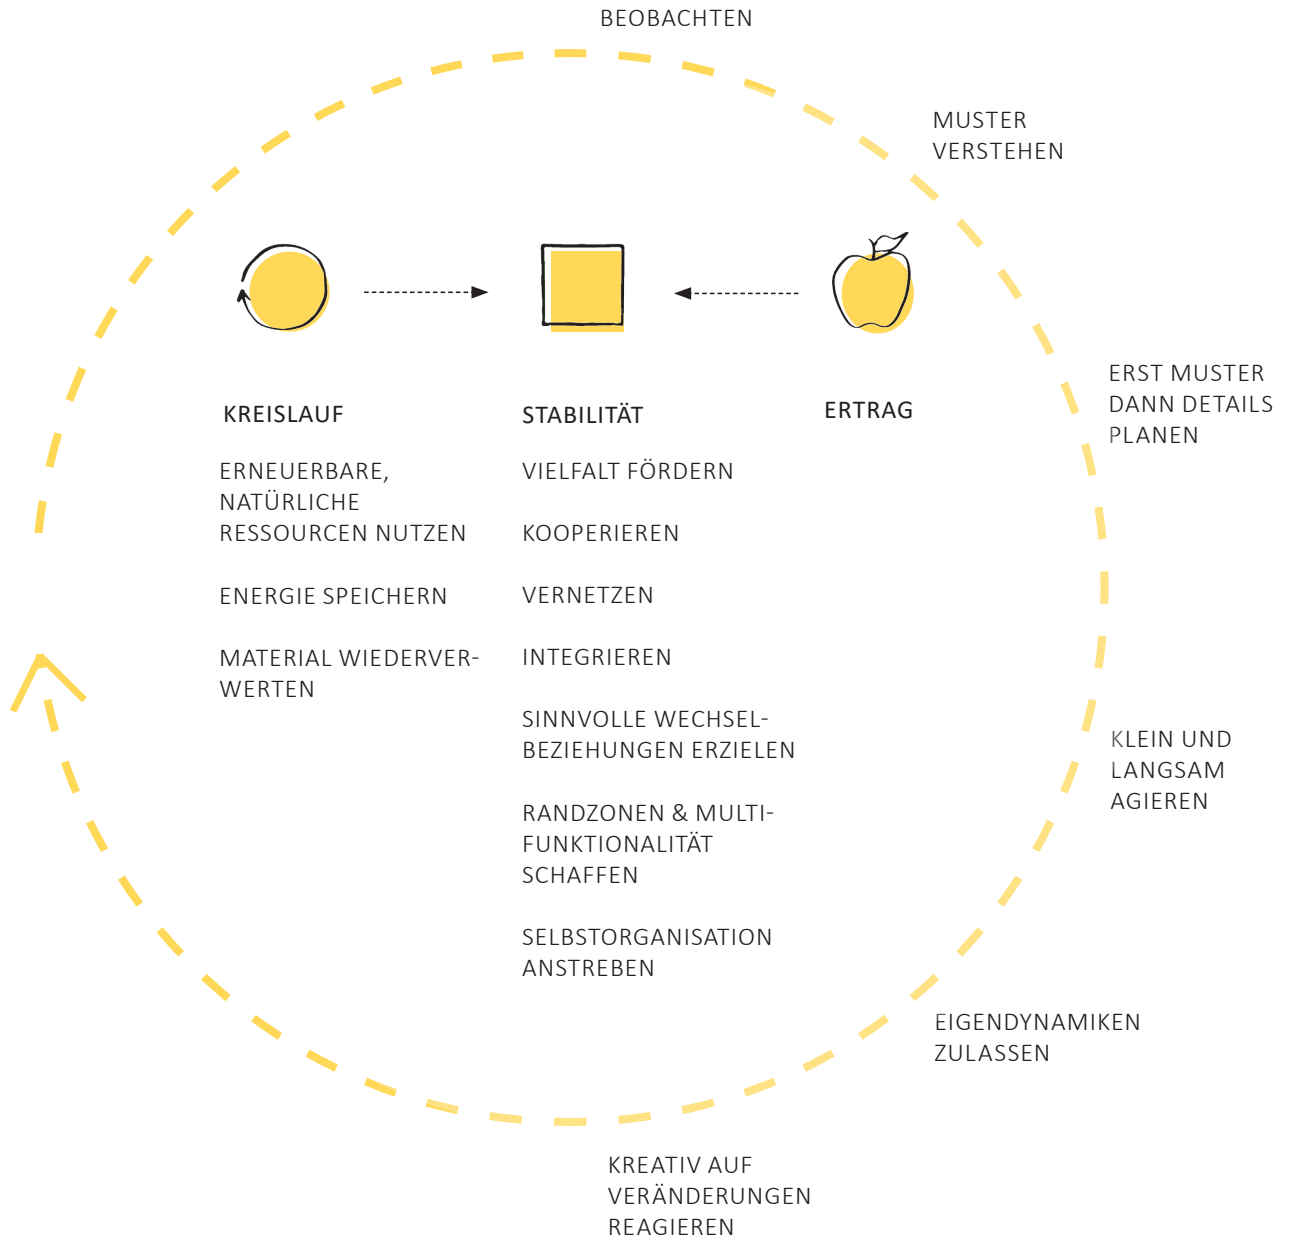 BEOBACHTEN
MUSTER
VERSTEHEN
ERST MUSTER
DANN DETAILS
PLANEN
KLEIN UND
LANGSAM
AGIEREN
EIGENDYNAMIKEN
ZULASSEN
KREATIV AUF
VERÄNDERUNGEN
REAGIEREN
KREISLAUF
ERNEUERBARE,
NATÜRLICHE
RESSOURCEN NUTZEN
ENERGIE SPEICHERN
MATERIAL WIEDERVER-
WERTEN
STABILITÄT
VIELFALT FÖRDERN
KOOPERIEREN
VERNETZEN
INTEGRIEREN
SINNVOLLE WECHSEL-
BEZIEHUNGEN ERZIELEN
RANDZONEN & MULTI-
FUNKTIONALITÄT
SCHAFFEN
SELBSTORGANISATION
ANSTREBEN
ERTRAG